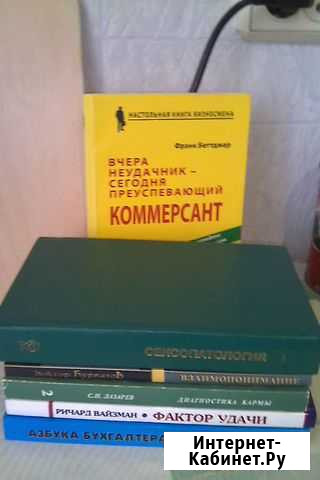 НАСТОЛЬНАЯ КНИГА БИЗНЕСМЕНА
Франк Беттджер
ВЧЕРА
НЕУДАЧНИК –
СЕГОДНЯ
ПРЕУСПЕВАЮЩИЙ
КОММЕРСАНТ
СЕКСОПАТОЛОГИЯ
ВЗАИМОПОНИМАНИЕ
2 С.Н. ЛАЗАРЕВ ДИАГНОСТИКА КАРМЫ
РИЧАРД ВАЙЗМАН • ФАКТОР УДАЧИ
АЗБУКА БУХГАЛТЕРА
Интернет-
Кабинет.Ру